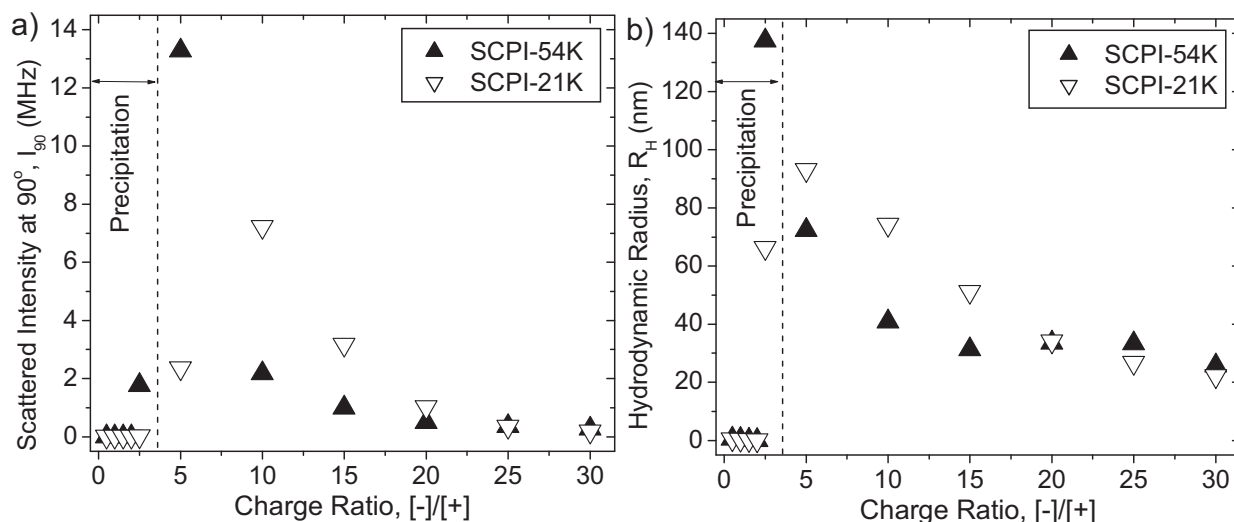 a)
Scattered Intensity at 90°, I90 (MHz)
14
12
10
8
6
4
2
0
Precipitation
SCPI-54K
SCPI-21K
0 5 10 15 20 25 30
Charge Ratio, [-]/[+]
b)
Hydrodynamic Radius, RH (nm)
140
120
100
80
60
40
20
0
Precipitation
SCPI-54K
SCPI-21K
0 5 10 15 20 25 30
Charge Ratio, [-]/[+]